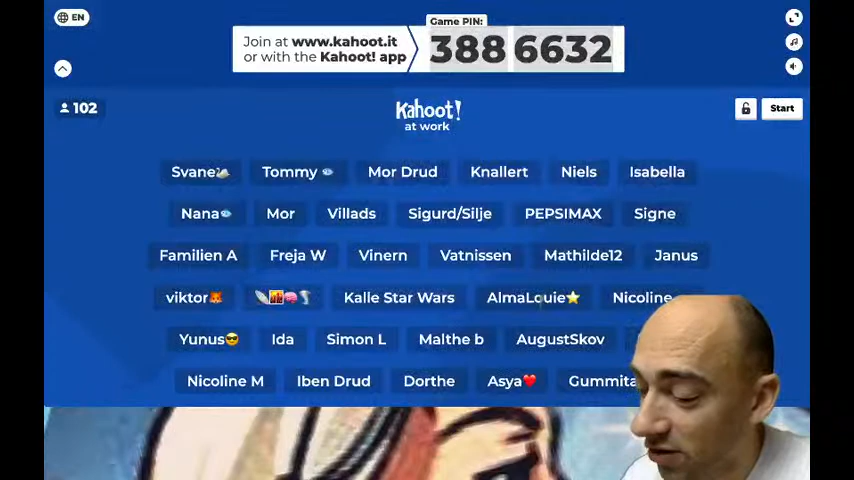 EN
Game PIN:
Join at www.kahoot.it
or with the Kahoot! app
388 6632
102
Kahoot!
at work
Start
Svane🦢 Tommy Mor Drud Knallert Niels Isabella
Nana Mor Villads Sigurd/Silje PEPSIMAX Signe
Familien A Freja W Vinern Vatnissen Mathilde12 Janus
viktor🦊 Kalle Star Wars AlmaLouie⭐ Nicoline
Yunus😎 Ida Simon L Malthe b AugustSkov
Nicoline M Iben Drud Dorthe Asya❤️